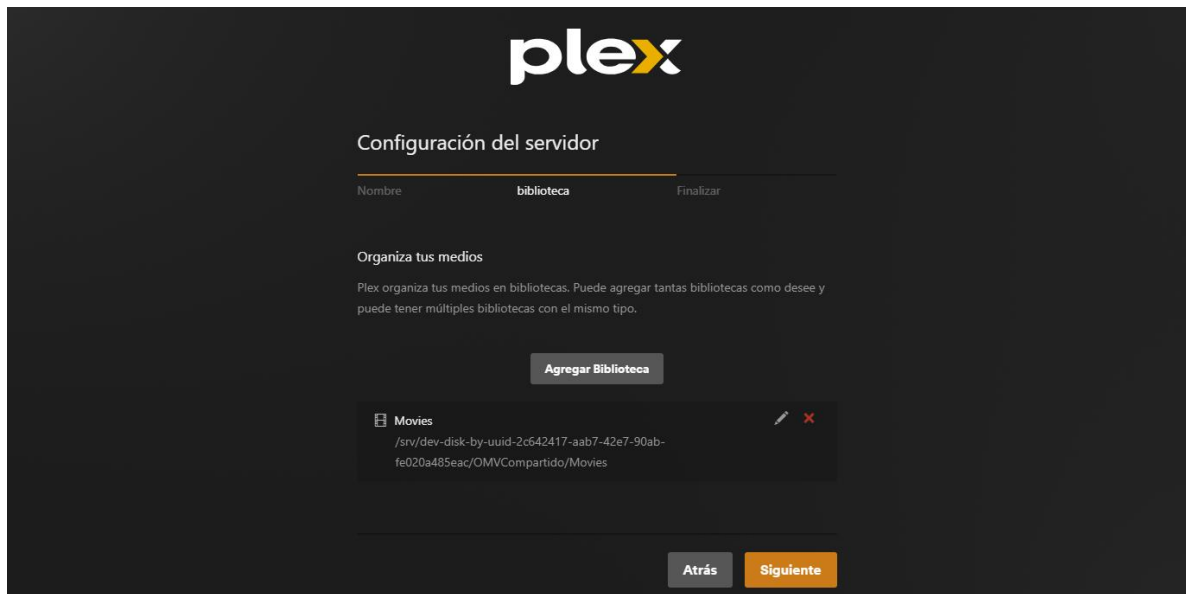 plex
Configuración del servidor
Nombre biblioteca Finalizar
Organiza tus medios
Plex organiza tus medios en bibliotecas. Puede agregar tantas bibliotecas como desee y
puede tener múltiples bibliotecas con el mismo tipo.
Agregar Biblioteca
Movies
/srv/dev-disk-by-uuid-2c642417-aab7-42e7-90ab-
fe020a485eac/OMVCompartido/Movies
Atrás Siguiente